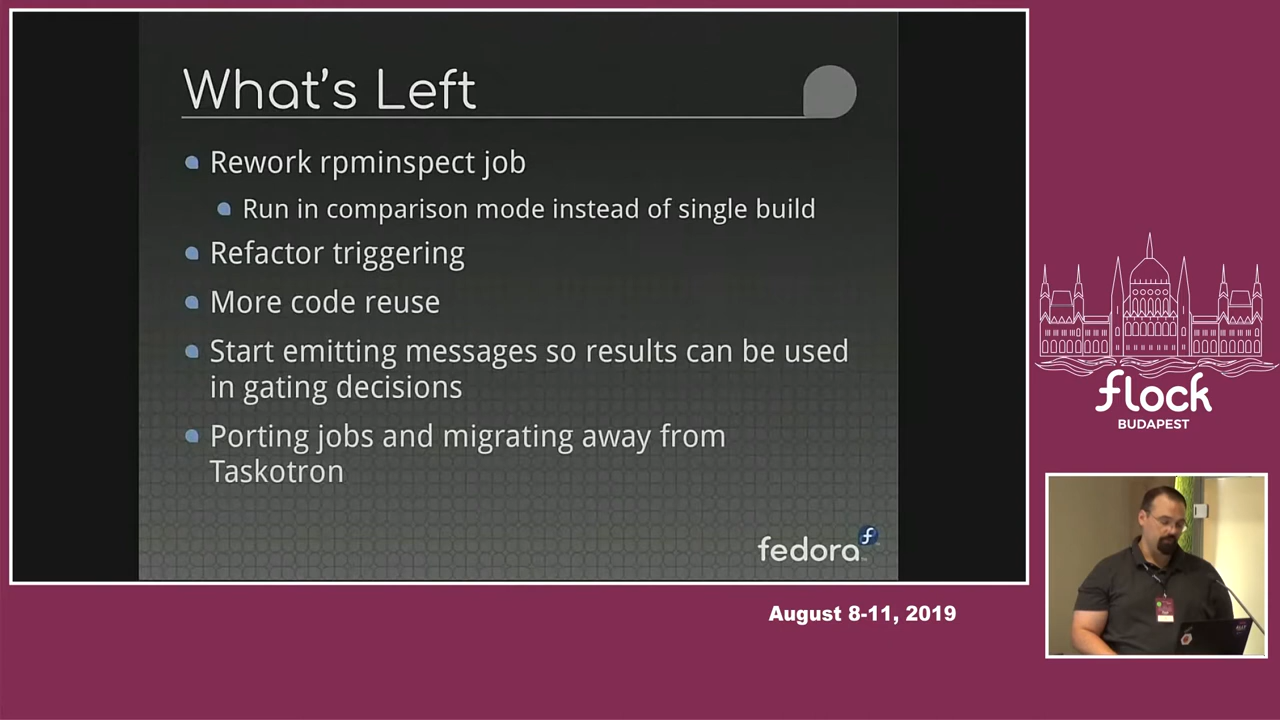 What's Left
Rework rpminspect job
Run in comparison mode instead of single build
Refactor triggering
More code reuse
Start emitting messages so results can be used
in gating decisions
Porting jobs and migrating away from
Taskotron
fedora
flock
BUDAPEST
August 8-11, 2019